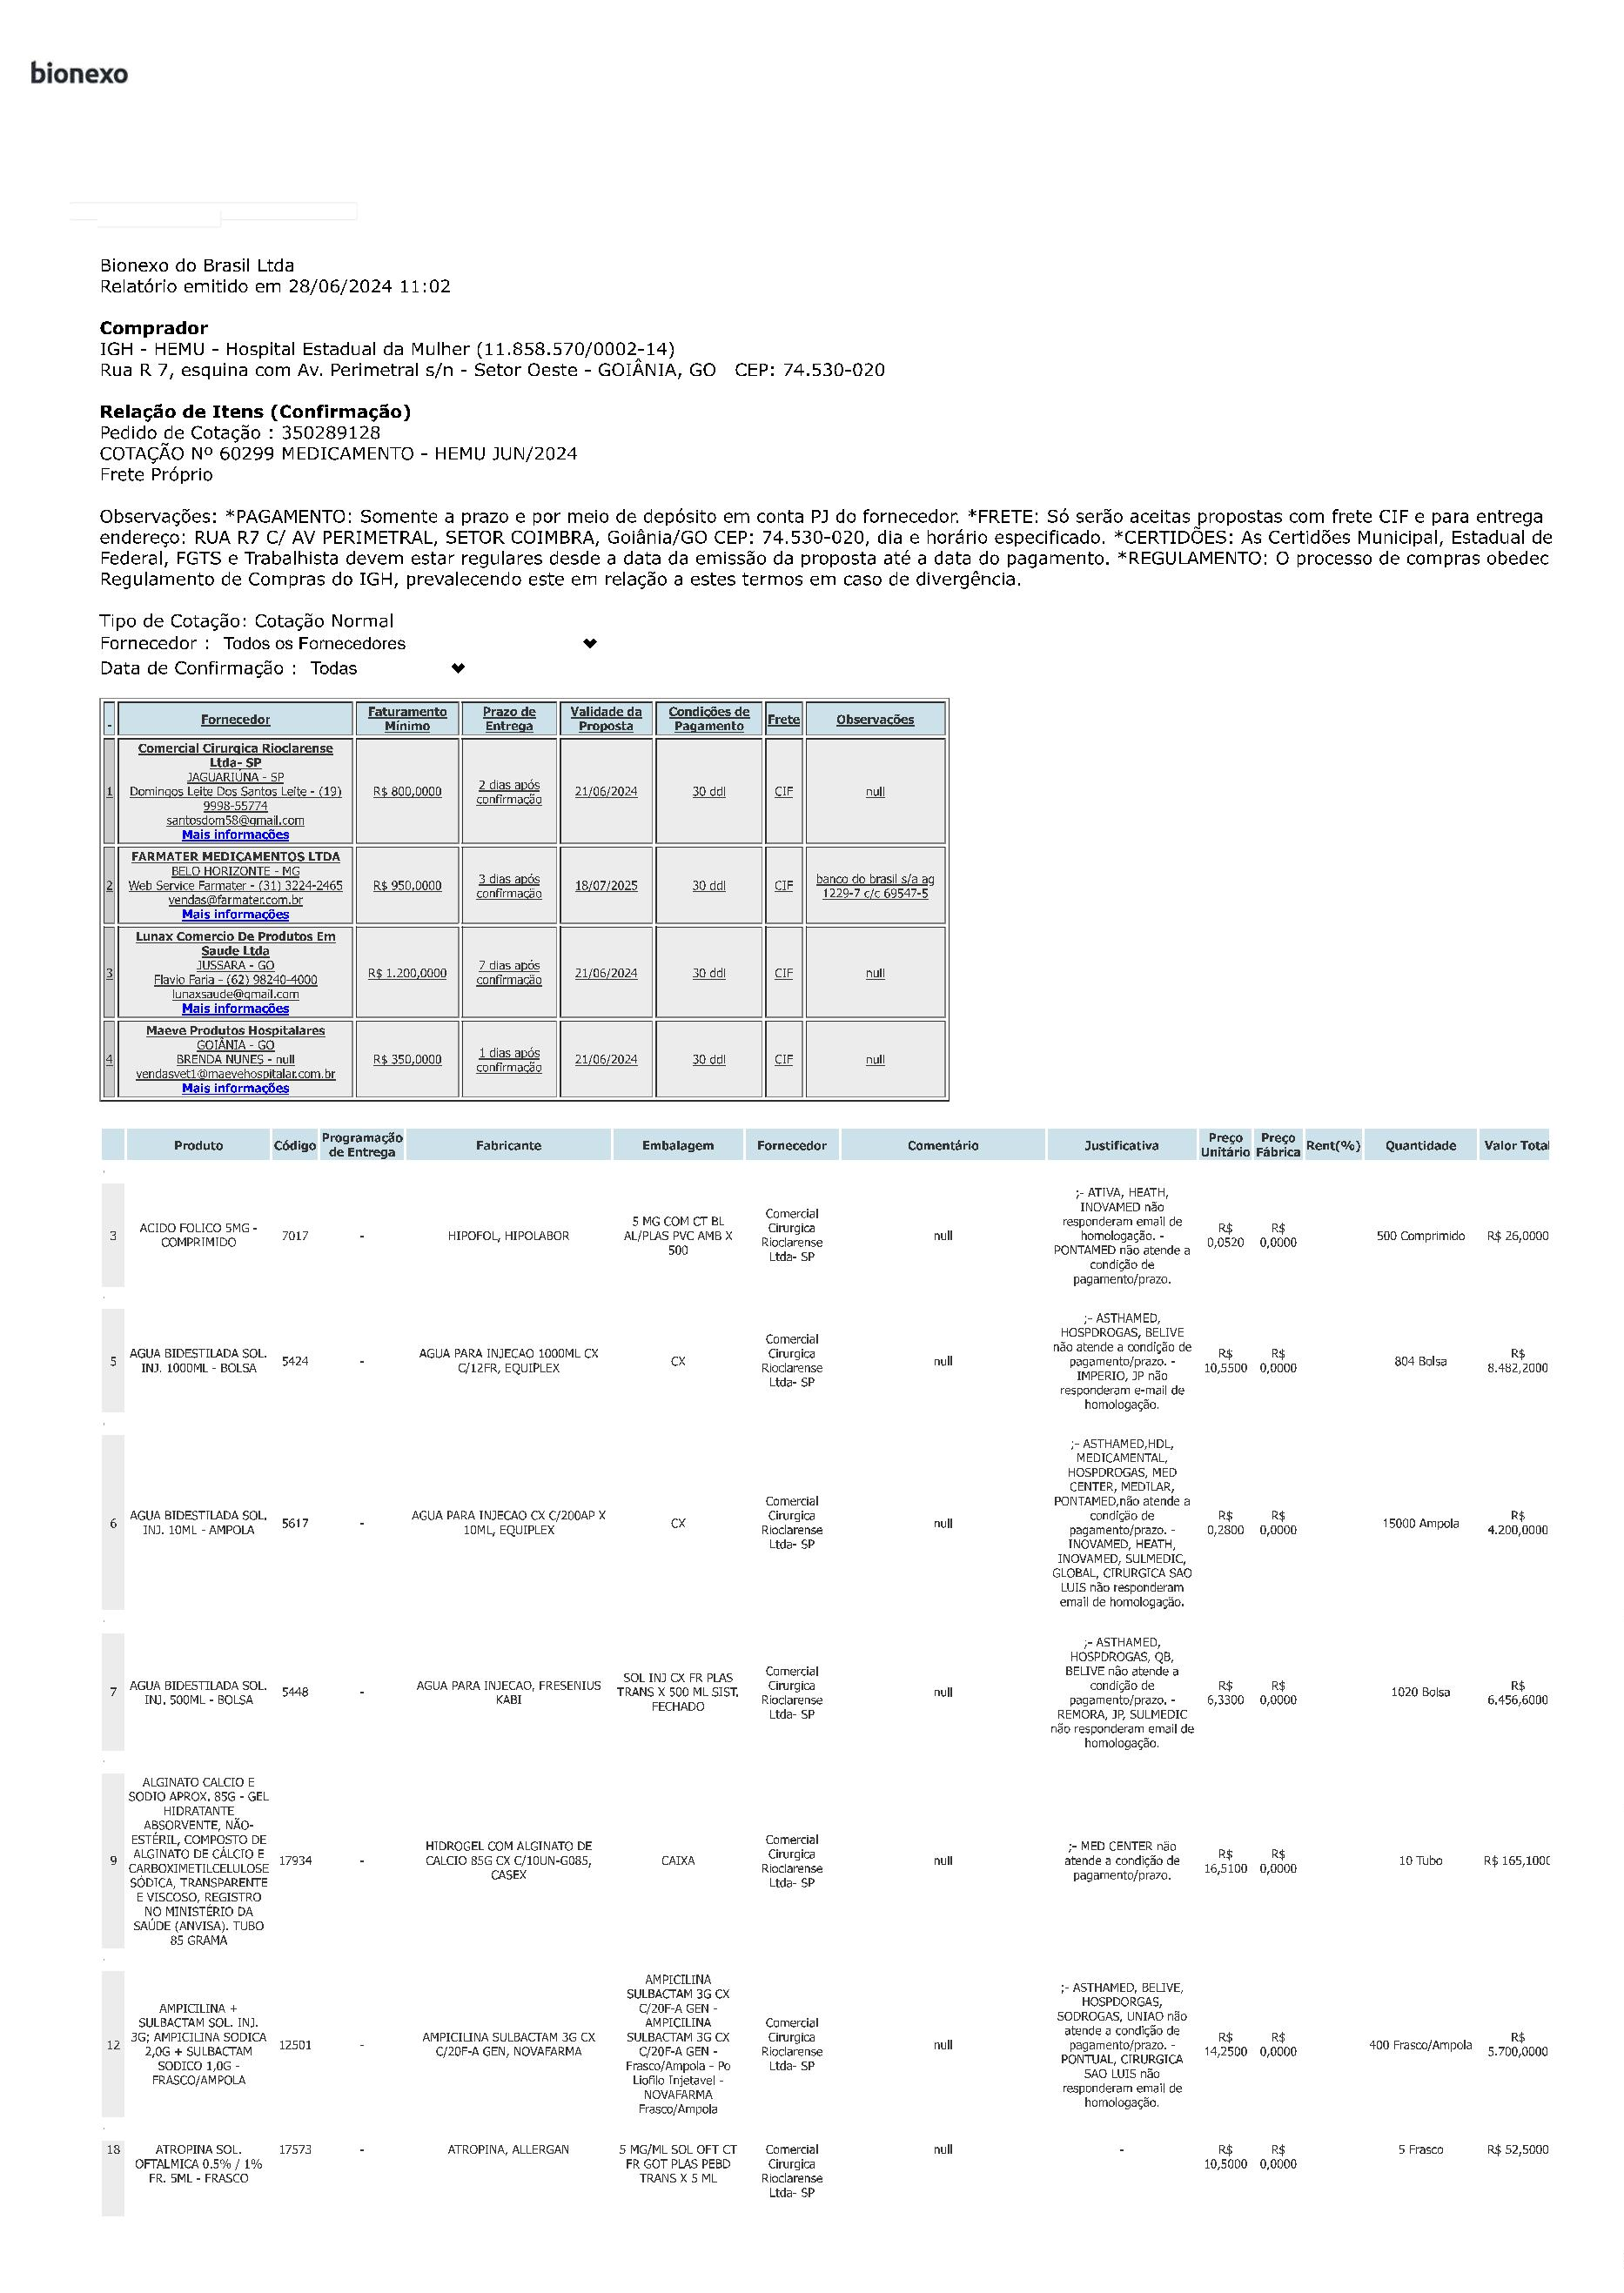 bionexo
Bionexo do Brasil Ltda
Relatório emitido em 28/06/2024 11:02
Comprador
IGH - HEMU - Hospital Estadual da Mulher (11.858.570/0002-14)
Rua R 7, esquina com Av. Perimetral s/n - Setor Oeste - GOIÂNIA, GO CEP: 74.530-020
Relação de Itens (Confirmação)
Pedido de Cotação : 350289128
COTAÇÃO Nº 60299 MEDICAMENTO - HEMU JUN/2024
Frete Próprio
Observações: *PAGAMENTO: Somente a prazo e por meio de depósito em conta PJ do fornecedor. *FRETE: Só serão aceitas propostas com frete CIF e para entrega
endereço: RUA R7 C/ AV PERIMETRAL, SETOR COIMBRA, Goiânia/GO CEP: 74.530-020, dia e horário especificado. *CERTIDÕES: As Certidões Municipal, Estadual de
Federal, FGTS e Trabalhista devem estar regulares desde a data da emissão da proposta até a data do pagamento. *REGULAMENTO: O processo de compras obedec
Regulamento de Compras do IGH, prevalecendo este em relação a estes termos em caso de divergência.
Tipo de Cotação: Cotação Normal
Fornecedor : Todos os Fornecedores
Data de Confirmação : Todas
- Fornecedor Faturamento Mínimo Prazo de Entrega Validade da Proposta Condições de Pagamento Frete Observações
1 Comercial Cirurgica Rioclarense
Ltda- SP
JAGUARIÚNA - SP
Domingos Leite Dos Santos Leite - (19)
9998-55774
santosdom58@gmail.com
Mais informações
R$ 800,0000 2 dias após confirmação 21/06/2024 30 ddl CIF null
2 FARMATER MEDICAMENTOS LTDA
BELO HORIZONTE - MG
Web Service Farmater - (31) 3224-2465
vendas@farmater.com.br
Mais informações
R$ 950,0000 3 dias após confirmação 18/07/2025 30 ddl CIF banco do brasil s/a ag 1229-7 c/c 69547-5
3 Lunax Comercio De Produtos Em
Saude Ltda
JUSSARA - GO
Flavio Faria - (62) 98240-4000
lunaxsaude@gmail.com
Mais informações
R$ 1.200,0000 7 dias após confirmação 21/06/2024 30 ddl CIF null
4 Maeve Produtos Hospitalares
GOIÂNIA - GO
BRENDA NUNES - null
vendasvet1@maevehospitalar.com.br
Mais informações
R$ 350,0000 1 dias após confirmação 21/06/2024 30 ddl CIF null
Produto Código Programação de Entrega Fabricante Embalagem Fornecedor Comentário Justificativa Preço Unitário Preço Fábrica Rent(%) Quantidade Valor Total
3 ACIDO FOLICO 5MG -
COMPRIMIDO
7017 - HIPOFOL, HIPOLABOR
5 MG COM CT BL
AL/PLAS PVC AMB X
500
Comercial
Cirurgica
Rioclarense
Ltda- SP
null
;- ATIVA, HEATH,
INOVAMED não
responderam email de
homologação. -
PONTAMED não atende a
condição de
pagamento/prazo.
R$ 0,0520 R$ 0,0000 500 Comprimido R$ 26,0000
5 AGUA BIDESTILADA SOL.
INJ. 1000ML - BOLSA
5424 - AGUA PARA INJECAO 1000ML CX
C/12FR, EQUIPLEX
CX
Comercial
Cirurgica
Rioclarense
Ltda- SP
null
;- ASTHAMED,
HOSPDROGAS, BELIVE
não atende a condição de
pagamento/prazo. -
IMPERIO, JP não
responderam e-mail de
homologação.
R$ 10,5500 R$ 0,0000 804 Bolsa R$ 8.482,2000
6 AGUA BIDESTILADA SOL.
INJ. 10ML - AMPOLA
5617 - AGUA PARA INJECAO CX C/200AP X
10ML, EQUIPLEX
CX
Comercial
Cirurgica
Rioclarense
Ltda- SP
null
;- ASTHAMED,HDL,
MEDICAMENTAL,
HOSPDROGAS, MED
CENTER, MEDILAR,
PONTAMED,não atende a
condição de
pagamento/prazo. -
INOVAMED, HEATH,
INOVAMED, SULMEDIC,
GLOBAL, CIRURGICA SAO
LUIS não responderam
email de homologação.
R$ 0,2800 R$ 0,0000 15000 Ampola R$ 4.200,0000
7 AGUA BIDESTILADA SOL.
INJ. 500ML - BOLSA
5448 - AGUA PARA INJECAO, FRESENIUS
KABI
SOL INJ CX FR PLAS
TRANS X 500 ML SIST.
FECHADO
Comercial
Cirurgica
Rioclarense
Ltda- SP
null
;- ASTHAMED,
HOSPDROGAS, QB,
BELIVE não atende a
condição de
pagamento/prazo. -
REMORA, JP, SULMEDIC
não responderam email de
homologação.
R$ 6,3300 R$ 0,0000 1020 Bolsa R$ 6.456,6000
9 ALGINATO CALCIO E
SODIO APROX. 85G - GEL
HIDRATANTE
ABSORVENTE, NÃO-
ESTÉRIL, COMPOSTO DE
ALGINATO DE CÁLCIO E
CARBOXIMETILCELULOSE
SÓDICA, TRANSPARENTE
E VISCOSO, REGISTRO
NO MINISTÉRIO DA
SAÚDE (ANVISA). TUBO
85 GRAMA
17934 - HIDROGEL COM ALGINATO DE
CALCIO 85G CX C/10UN-G085,
CASEX
CAIXA
Comercial
Cirurgica
Rioclarense
Ltda- SP
null
;- MED CENTER não
atende a condição de
pagamento/prazo.
R$ 16,5100 R$ 0,0000 10 Tubo R$ 165,1000
12 AMPICILINA +
SULBACTAM SOL. INJ.
3G; AMPICILINA SODICA
2,0G + SULBACTAM
SODICO 1,0G -
FRASCO/AMPOLA
12501 - AMPICILINA SULBACTAM 3G CX
C/20F-A GEN, NOVAFARMA
AMPICILINA
SULBACTAM 3G CX
C/20F-A GEN -
AMPICILINA
SULBACTAM 3G CX
C/20F-A GEN -
Frasco/Ampola - Po
Liofilo Injetavel -
NOVAFARMA
Frasco/Ampola
Comercial
Cirurgica
Rioclarense
Ltda- SP
null
;- ASTHAMED, BELIVE,
HOSPDORGAS,
SODROGAS, UNIAO não
atende a condição de
pagamento/prazo. -
PONTUAL, CIRURGICA
SAO LUIS não
responderam email de
homologação.
R$ 14,2500 R$ 0,0000 400 Frasco/Ampola R$ 5.700,0000
18 ATROPINA SOL.
OFTALMICA 0.5% / 1%
FR. 5ML - FRASCO
17573 - ATROPINA, ALLERGAN
5 MG/ML SOL OFT CT
FR GOT PLAS PEBD
TRANS X 5 ML
Comercial
Cirurgica
Rioclarense
Ltda- SP
null - R$ 10,5000 R$ 0,0000 5 Frasco R$ 52,5000